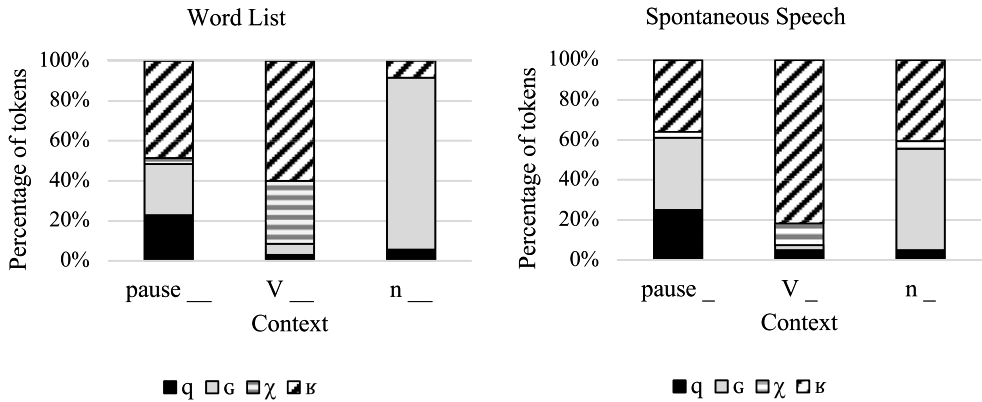 Word List
Percentage of tokens
100%
80%
60%
40%
20%
0%
pause __ V __ n __
Context
q ɢ χ ʁ
Spontaneous Speech
Percentage of tokens
100%
80%
60%
40%
20%
0%
pause _ V _ n _
Context
q ɢ χ ʁ